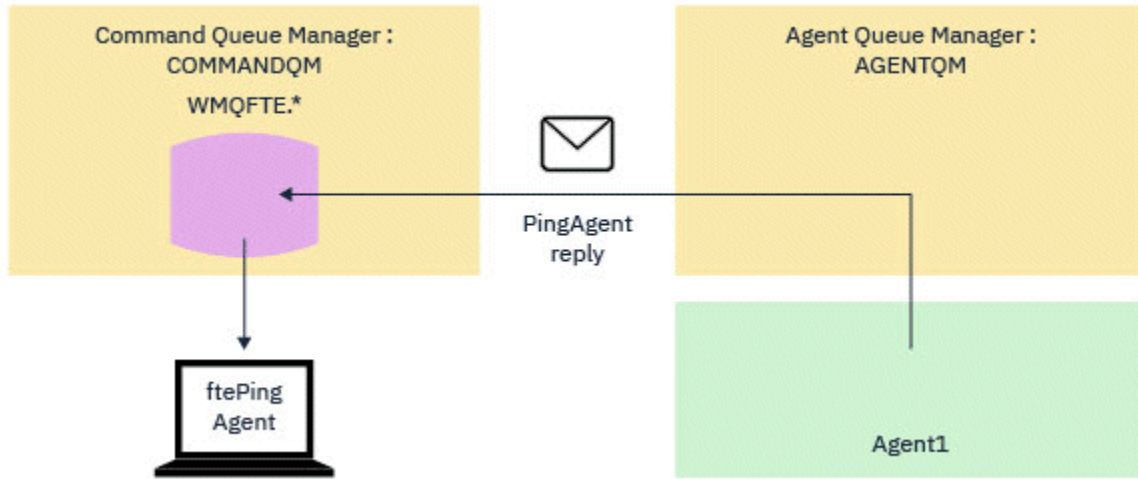 Command Queue Manager :
COMMANDQM
WMQFTE.*
Agent Queue Manager :
AGENTQM
PingAgent
reply
ftePing
Agent
Agent1